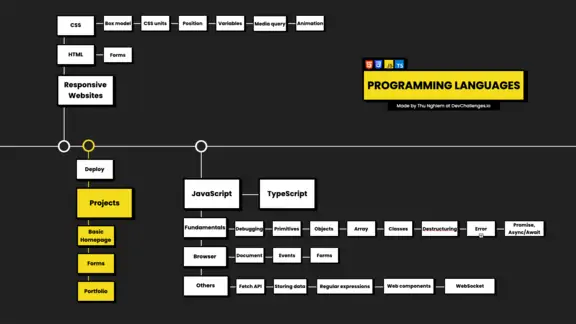 CSS
Box model
CSS units
Position
Variables
Media query
Animation
HTML
Forms
Responsive
Websites
JS
TS
PROGRAMMING LANGUAGES
Made by Thu Nghiem at DevChallenges.io
Deploy
Projects
Basic
Homepage
Forms
Portfolio
JavaScript
TypeScript
Fundamentals
Debugging
Primitives
Objects
Array
Classes
Destructuring
Error
Promise,
Async/Await
Browser
Document
Events
Forms
Others
Fetch API
Storing data
Regular expressions
Web components
WebSocket